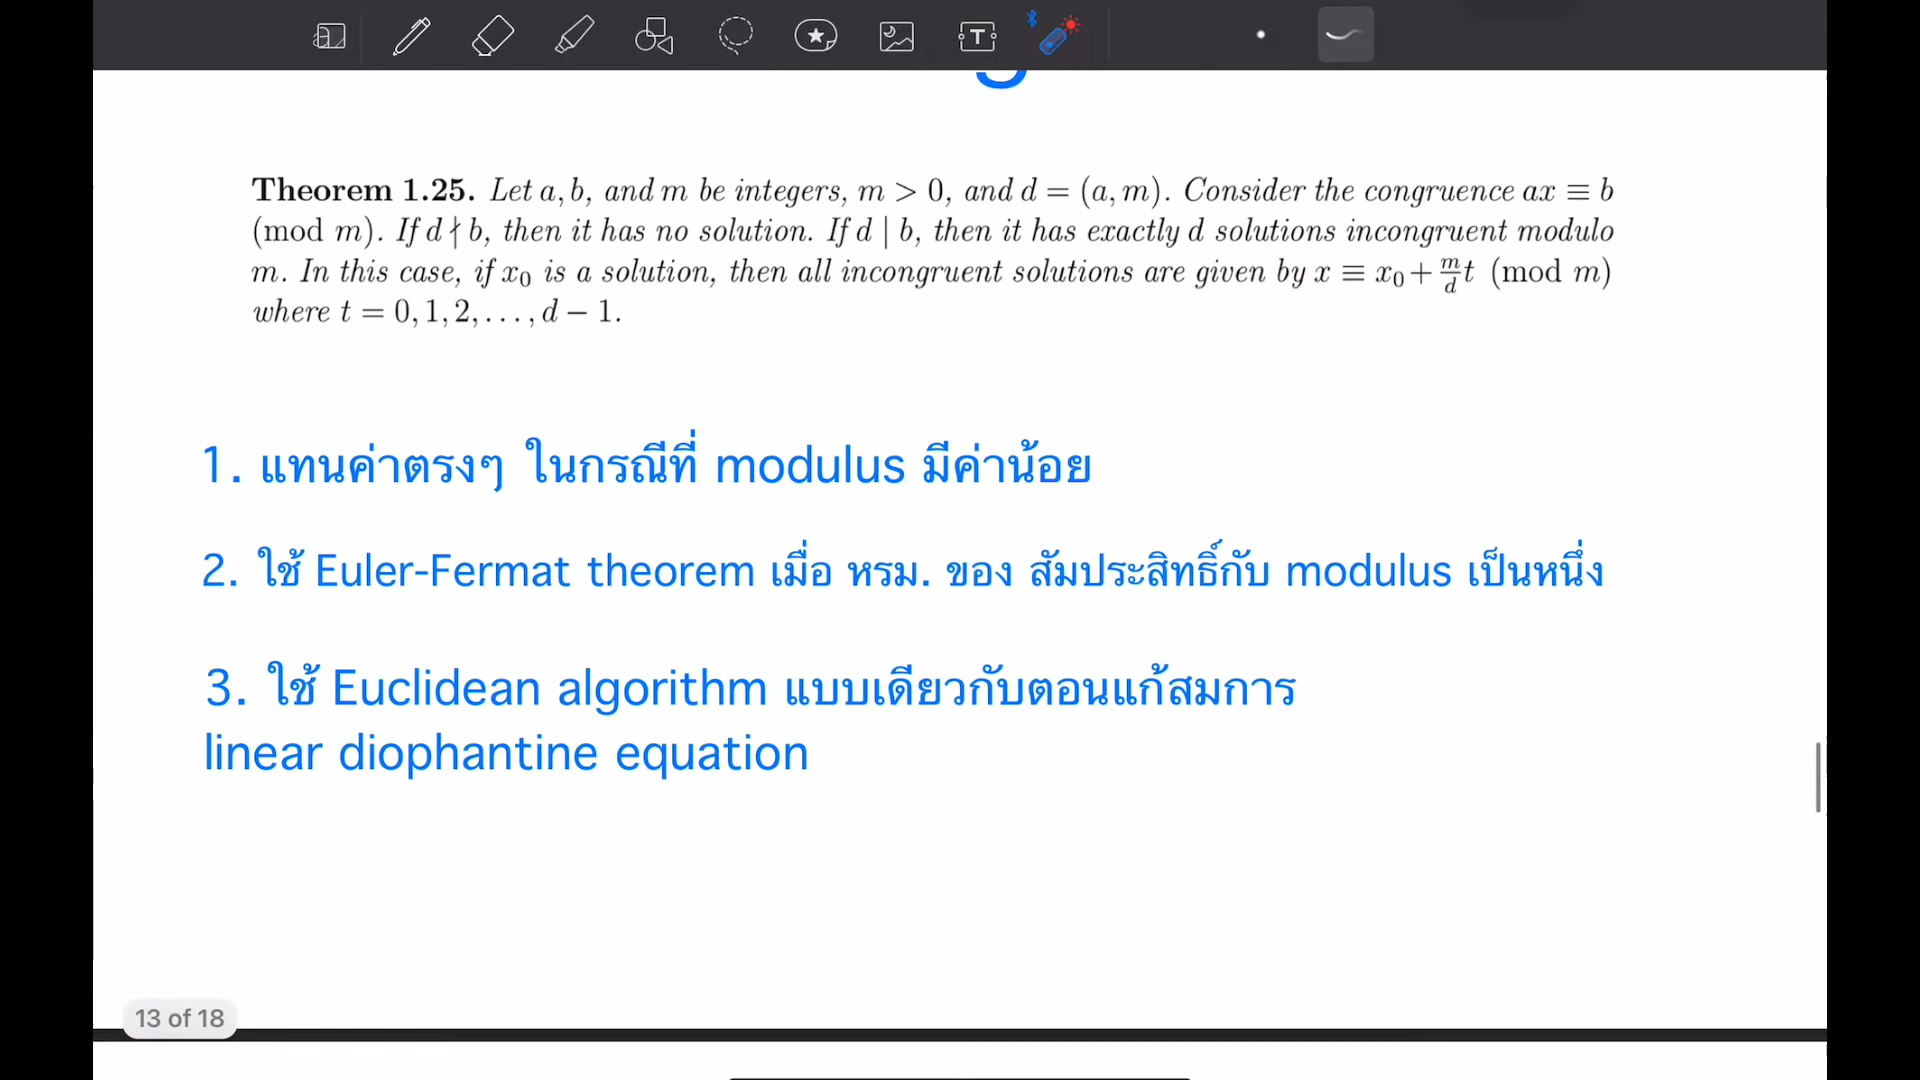 Theorem 1.25. Let a, b, and m be integers, m > 0, and d = (a, m). Consider the congruence ax ≡ b
(mod m). If d ∤ b, then it has no solution. If d | b, then it has exactly d solutions incongruent modulo
m. In this case, if x₀ is a solution, then all incongruent solutions are given by x ≡ x₀ + m/d t (mod m)
where t = 0, 1, 2, . . . , d − 1.
1. แทนค่าตรงๆ ในกรณีที่ modulus มีค่าน้อย
2. ใช้ Euler-Fermat theorem เมื่อ หรม. ของ สัมประสิทธิ์กับ modulus เป็นหนึ่ง
3. ใช้ Euclidean algorithm แบบเดียวกับตอนแก้สมการ
linear diophantine equation
13 of 18